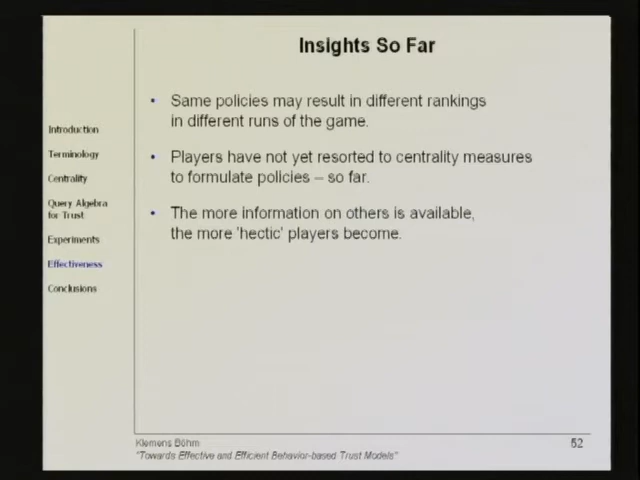 Insights So Far
• Same policies may result in different rankings
in different runs of the game.
• Players have not yet resorted to centrality measures
to formulate policies – so far.
• The more information on others is available,
the more 'hectic' players become.
Introduction
Terminology
Centrality
Query Algebra
for Trust
Experiments
Effectiveness
Conclusions
Klemens Böhm
"Towards Effective and Efficient Behavior-based Trust Models"
52